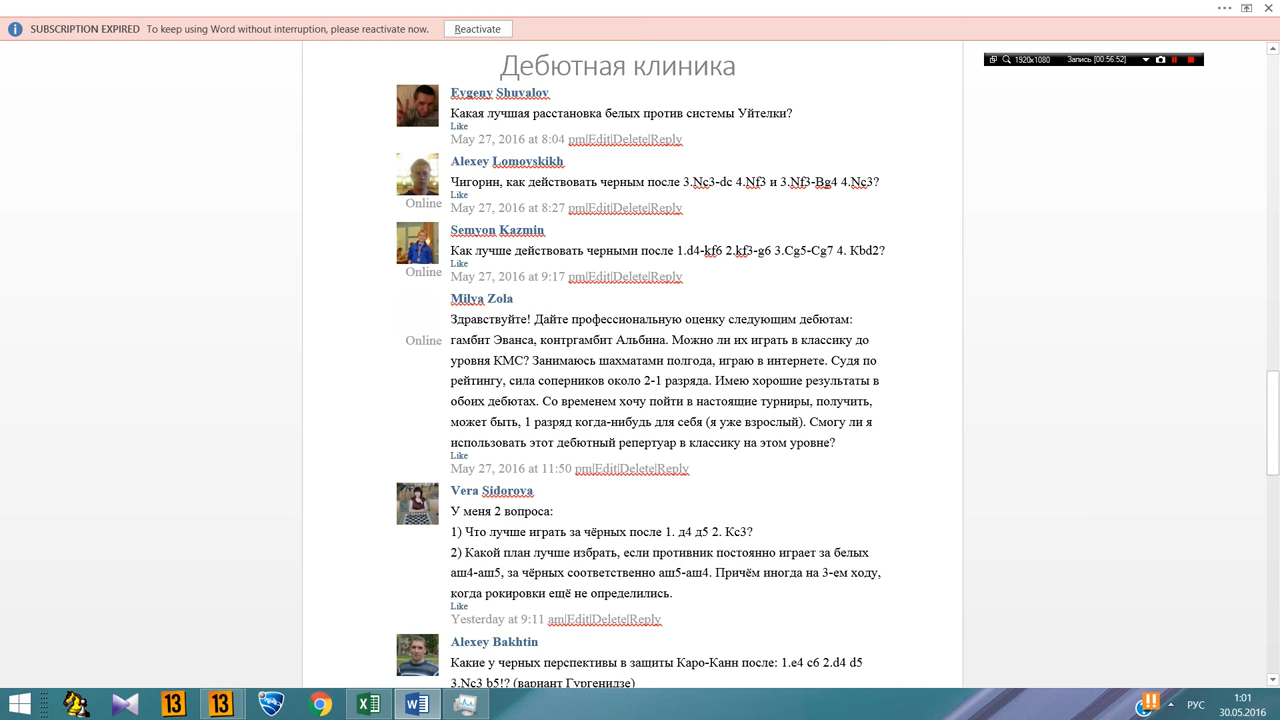 SUBSCRIPTION EXPIRED To keep using Word without interruption, please reactivate now. Reactivate
1920x1080 Запись [00:56:52]
Дебютная клиника
Evgeny Shuvalov
Какая лучшая расстановка белых против системы Уйтелки?
Like
May 27, 2016 at 8:04 pm|Edit|Delete|Reply
Alexey Lomovskikh
Чигорин, как действовать черным после 3.Nc3-dc 4.Nf3 и 3.Nf3-Bg4 4.Nc3?
Like
Online
May 27, 2016 at 8:27 pm|Edit|Delete|Reply
Semyon Kazmin
Как лучше действовать черными после 1.d4-kf6 2.kf3-g6 3.Cg5-Cg7 4. Kbd2?
Like
Online
May 27, 2016 at 9:17 pm|Edit|Delete|Reply
Milya Zola
Здравствуйте! Дайте профессиональную оценку следующим дебютам:
Online
гамбит Эванса, контргамбит Альбина. Можно ли их играть в классику до
уровня КМС? Занимаюсь шахматами полгода, играю в интернете. Судя по
рейтингу, сила соперников около 2-1 разряда. Имею хорошие результаты в
обоих дебютах. Со временем хочу пойти в настоящие турниры, получить,
может быть, 1 разряд когда-нибудь для себя (я уже взрослый). Смогу ли я
использовать этот дебютный репертуар в классику на этом уровне?
Like
May 27, 2016 at 11:50 pm|Edit|Delete|Reply
Vera Sidorova
У меня 2 вопроса:
1) Что лучше играть за чёрных после 1. д4 д5 2. Кс3?
2) Какой план лучше избрать, если противник постоянно играет за белых
аш4-аш5, за чёрных соответственно аш5-аш4. Причём иногда на 3-ем ходу,
когда рокировки ещё не определились.
Like
Yesterday at 9:11 am|Edit|Delete|Reply
Alexey Bakhtin
Какие у черных перспективы в защиты Каро-Канн после: 1.e4 c6 2.d4 d5
3.Nc3 b5!? (вариант Гургенидзе)
13
13
РУС
1:01
30.05.2016